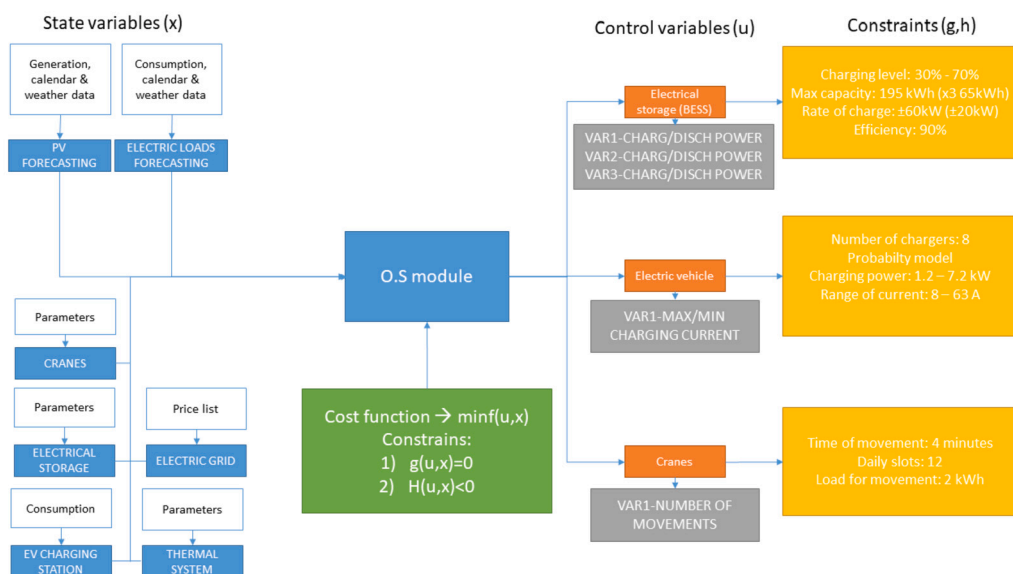 State variables (x)
Generation,
calendar &
weather data
Consumption,
calendar &
weather data
PV
FORECASTING
ELECTRIC LOADS
FORECASTING
Parameters
CRANES
Parameters
ELECTRICAL
STORAGE
Price list
ELECTRIC GRID
Consumption
EV CHARGING
STATION
Parameters
THERMAL
SYSTEM
O.S module
Cost function → minf(u,x)
Constrains:
1) g(u,x)=0
2) H(u,x)<0
Control variables (u)
Electrical
storage (BESS)
VAR1-CHARG/DISCH POWER
VAR2-CHARG/DISCH POWER
VAR3-CHARG/DISCH POWER
Electric vehicle
VAR1-MAX/MIN
CHARGING CURRENT
Cranes
VAR1-NUMBER OF
MOVEMENTS
Constraints (g,h)
Charging level: 30% - 70%
Max capacity: 195 kWh (x3 65kWh)
Rate of charge: ±60kW (±20kW)
Efficiency: 90%
Number of chargers: 8
Probabilty model
Charging power: 1.2 – 7.2 kW
Range of current: 8 – 63 A
Time of movement: 4 minutes
Daily slots: 12
Load for movement: 2 kWh